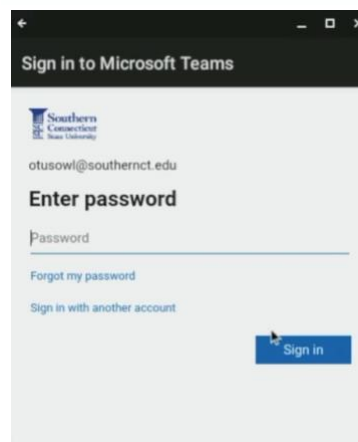 Sign in to Microsoft Teams
Southern
Connecticut
State University
otusowl@southernct.edu
Enter password
Password
Forgot my password
Sign in with another account
Sign in